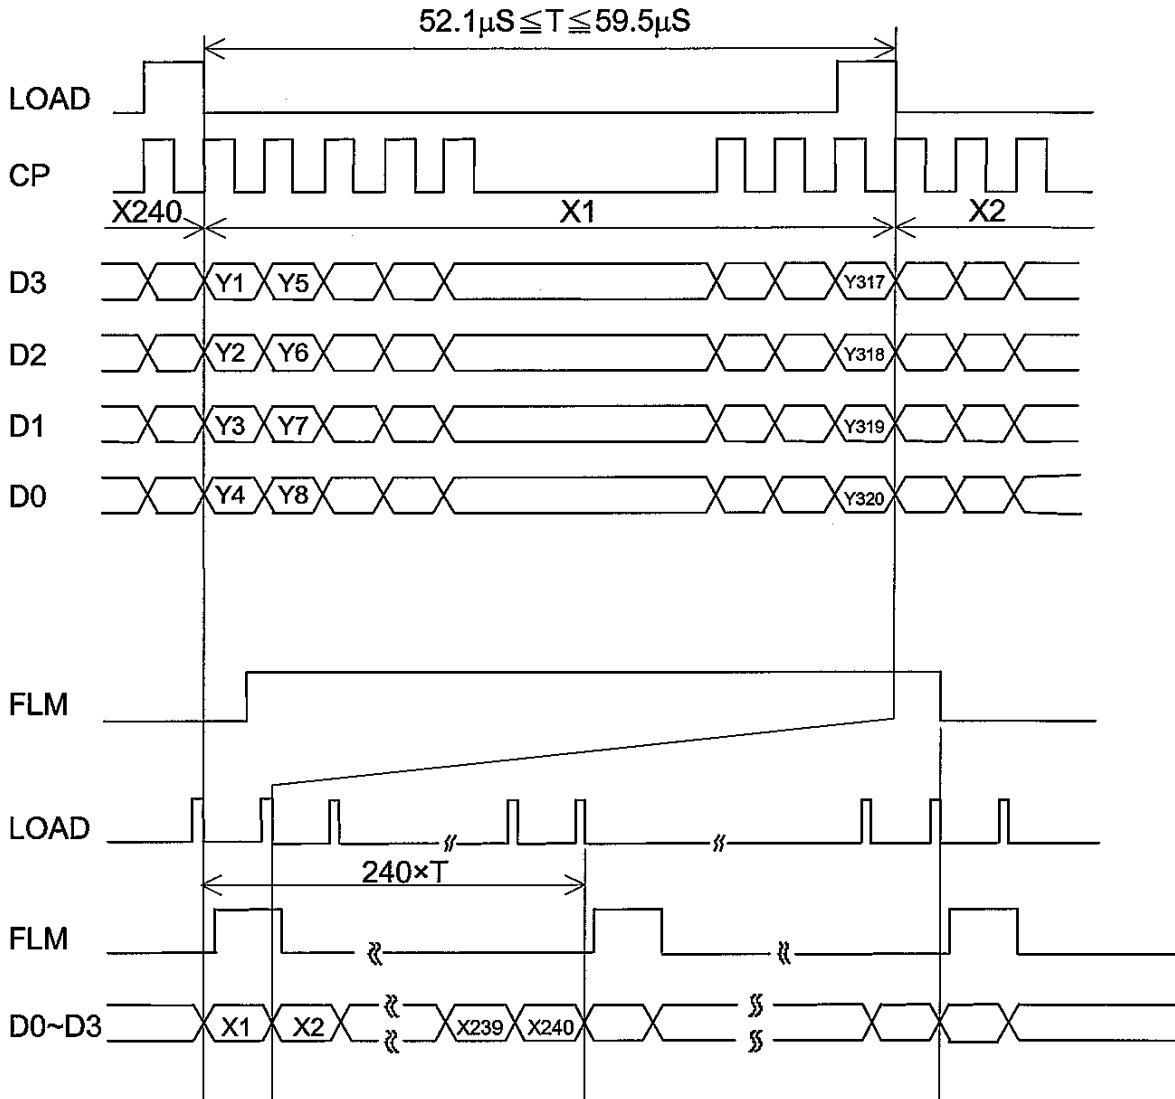 52.1μS≦T≦59.5μS
LOAD
CP
X240 X1 X2
D3 Y1 Y5 Y317
D2 Y2 Y6 Y318
D1 Y3 Y7 Y319
D0 Y4 Y8 Y320
FLM
LOAD
240×T
FLM
D0~D3 X1 X2 X239 X240